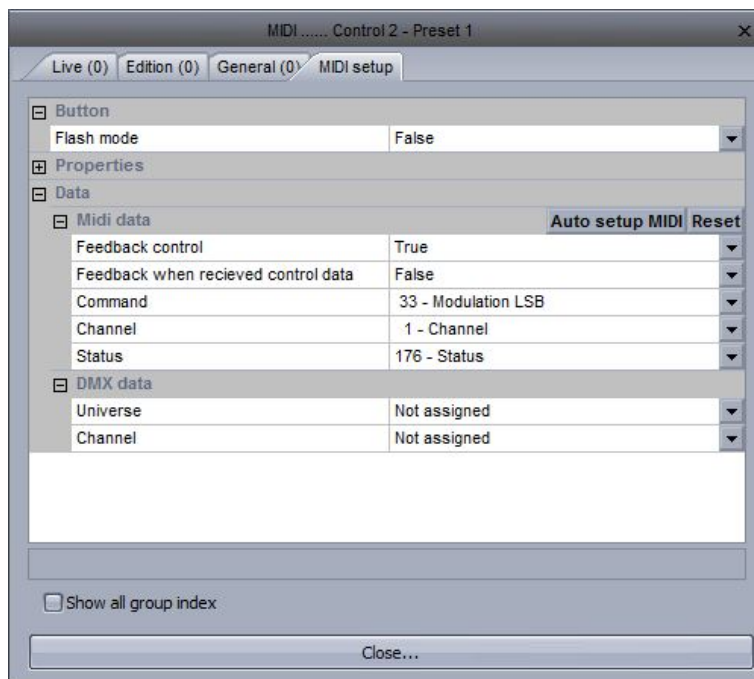 MIDI ...... Control 2 - Preset 1
Live (0) Edition (0) General (0) MIDI setup
Button
Flash mode False
Properties
Data
Midi data Auto setup MIDI Reset
Feedback control True
Feedback when recieved control data False
Command 33 - Modulation LSB
Channel 1 - Channel
Status 176 - Status
DMX data
Universe Not assigned
Channel Not assigned
Show all group index
Close...